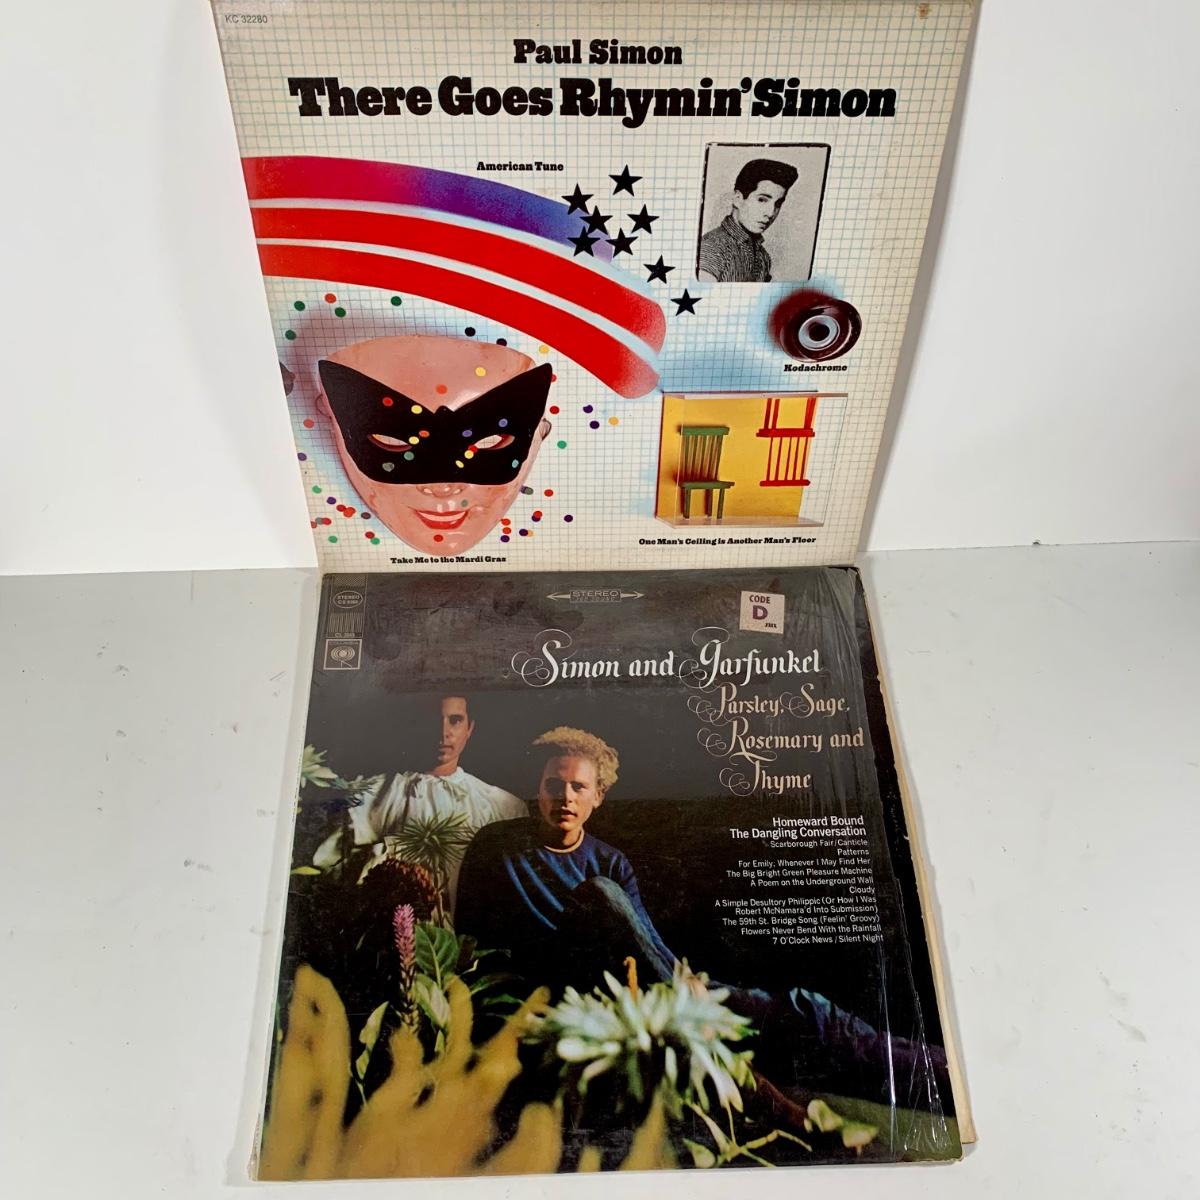 KC 32280
Paul Simon
There Goes Rhymin' Simon
American Tune
Kodachrome
One Man's Ceiling is Another Man's Floor
Take Me to the Mardi Gras
STEREO
STEREO
CODE
D
Simon and Garfunkel
Parsley, Sage,
Rosemary and
Thyme
Homeward Bound
The Dangling Conversation
Scarborough Fair/Canticle
Patterns
For Emily, Whenever I May Find Her
The Big Bright Green Pleasure Machine
A Poem on the Underground Wall
Cloudy
A Simple Desultory Philippic (Or How I Was
Robert McNamara'd Into Submission)
The 59th St. Bridge Song (Feelin' Groovy)
Flowers Never Bend With the Rainfall
7 O'Clock News / Silent Night